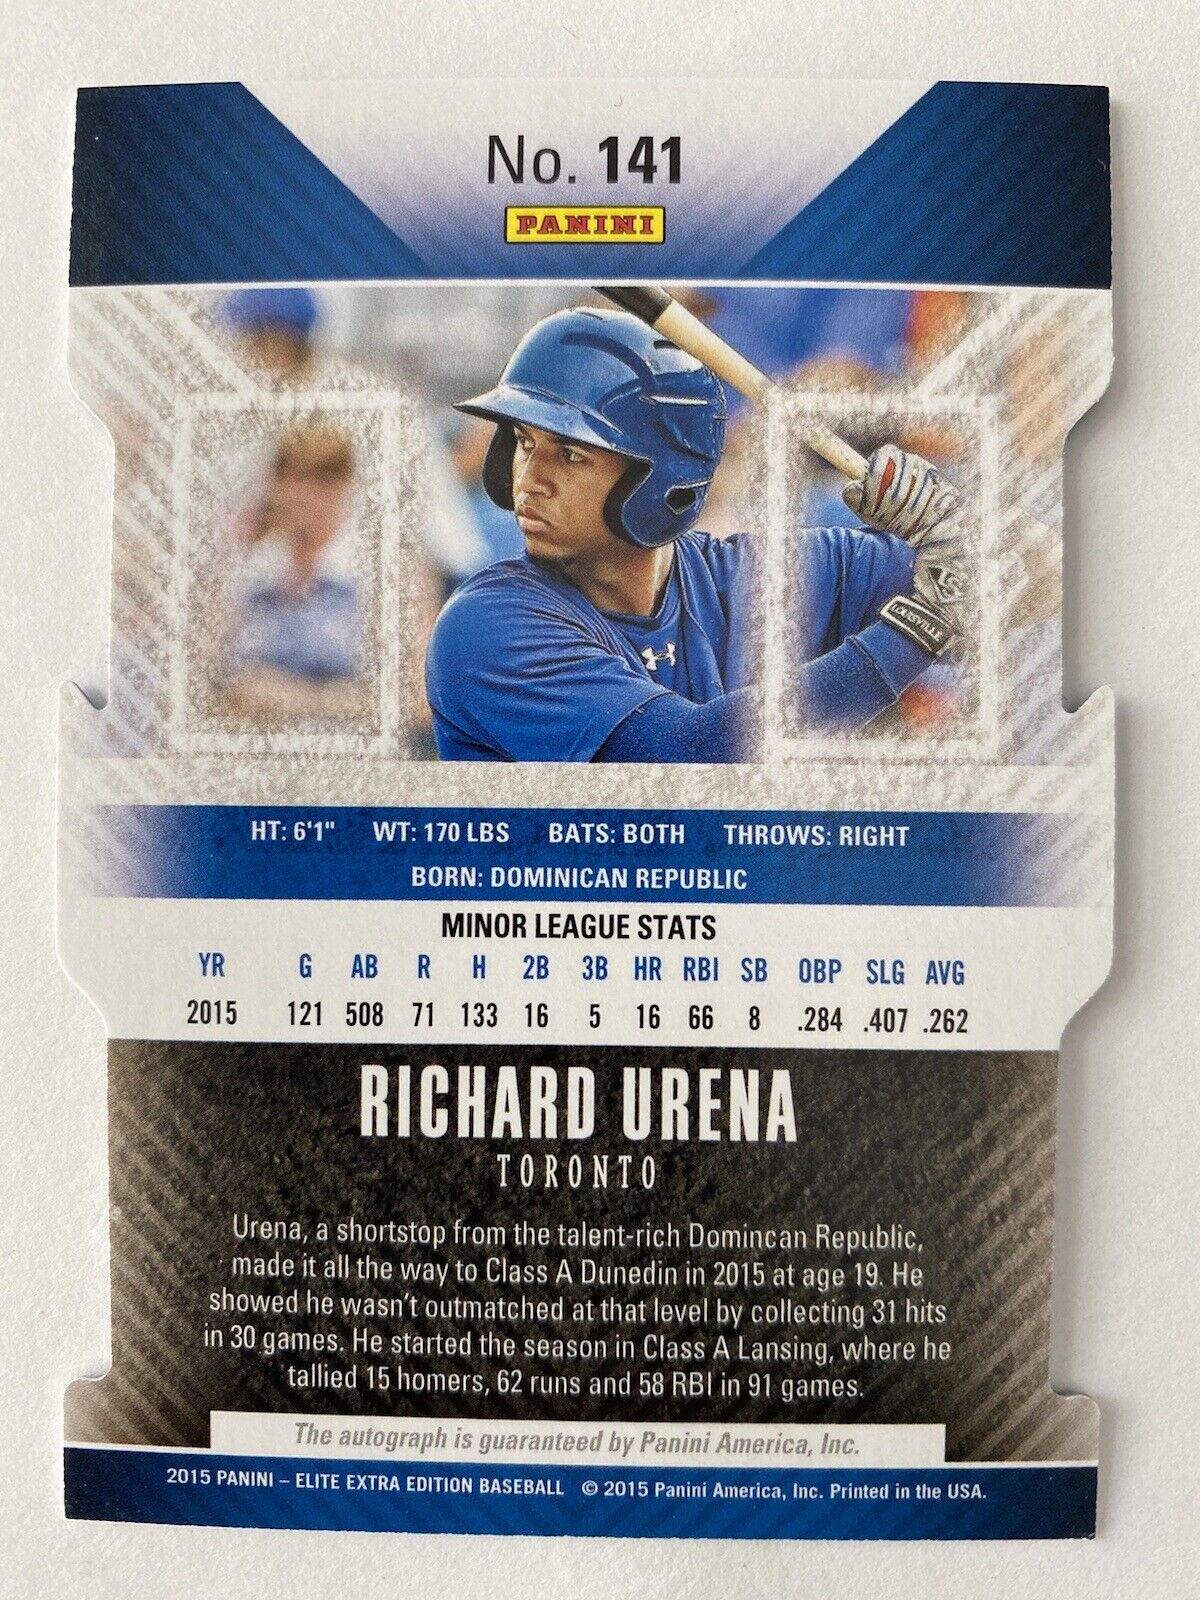 No. 141
PANINI
LOUISVILLE
LS
HT: 6'1" WT: 170 LBS BATS: BOTH THROWS: RIGHT
BORN: DOMINICAN REPUBLIC
MINOR LEAGUE STATS
YR G AB R H 2B 3B HR RBI SB OBP SLG AVG
2015 121 508 71 133 16 5 16 66 8 .284 .407 .262
RICHARD URENA
TORONTO
Urena, a shortstop from the talent-rich Domincan Republic,
made it all the way to Class A Dunedin in 2015 at age 19. He
showed he wasn't outmatched at that level by collecting 31 hits
in 30 games. He started the season in Class A Lansing, where he
tallied 15 homers, 62 runs and 58 RBI in 91 games.
The autograph is guaranteed by Panini America, Inc.
2015 PANINI – ELITE EXTRA EDITION BASEBALL © 2015 Panini America, Inc. Printed in the USA.